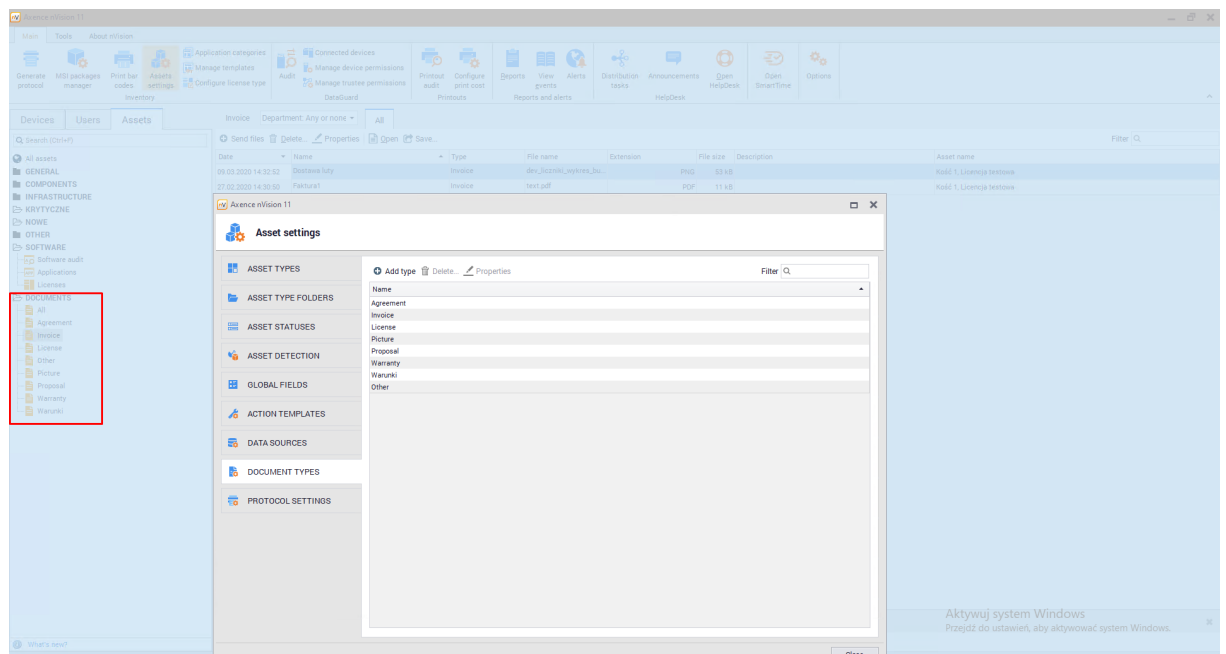 Axence nVision 11
Main Tools About nVision
Generate protocol
MSI packages manager
Print bar codes
Assets settings
Application categories
Manage templates
Configure license type
Inventory
Audit
Connected devices
Manage device permissions
Manage trustee permissions
DataGuard
Printout audit
Configure print cost
Printouts
Reports
View events
Alerts
Reports and alerts
Distribution tasks
Announcements
Open HelpDesk
HelpDesk
Open SmartTime
Options
Devices Users Assets
Invoice Department: Any or none All
Search (Ctrl+F)
Send files Delete... Properties Open Save... Filter
Date Name Type File name Extension File size Description Asset name
09.03.2020 14:32:52 Dostawa luty Invoice dev_liczniki_wykres_bu... PNG 93 kB Kość 1, Licencja testowa
27.02.2020 14:30:50 Faktura1 Invoice text.pdf PDF 11 kB Kość 1, Licencja testowa
All assets
GENERAL
COMPONENTS
INFRASTRUCTURE
KRYTYCZNE
NOWE
OTHER
SOFTWARE
Software audit
Applications
Licenses
DOCUMENTS
All
Agreement
Invoice
License
Other
Picture
Proposal
Warranty
Warunki
What's new?
Axence nVision 11
Asset settings
ASSET TYPES
ASSET TYPE FOLDERS
ASSET STATUSES
ASSET DETECTION
GLOBAL FIELDS
ACTION TEMPLATES
DATA SOURCES
DOCUMENT TYPES
PROTOCOL SETTINGS
Add type Delete... Properties Filter
Name
Agreement
Invoice
License
Picture
Proposal
Warranty
Warunki
Other
Close
Aktywuj system Windows
Przejdź do ustawień, aby aktywować system Windows.